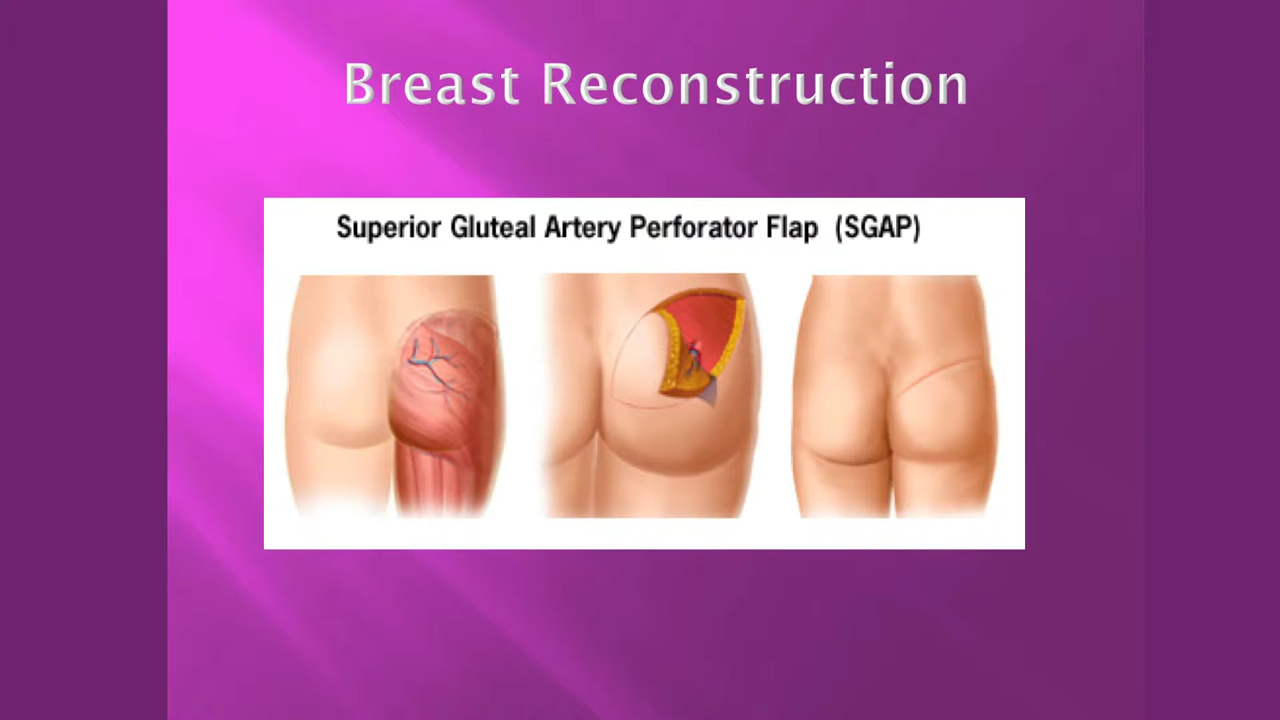 Breast Reconstruction
Superior Gluteal Artery Perforator Flap (SGAP)